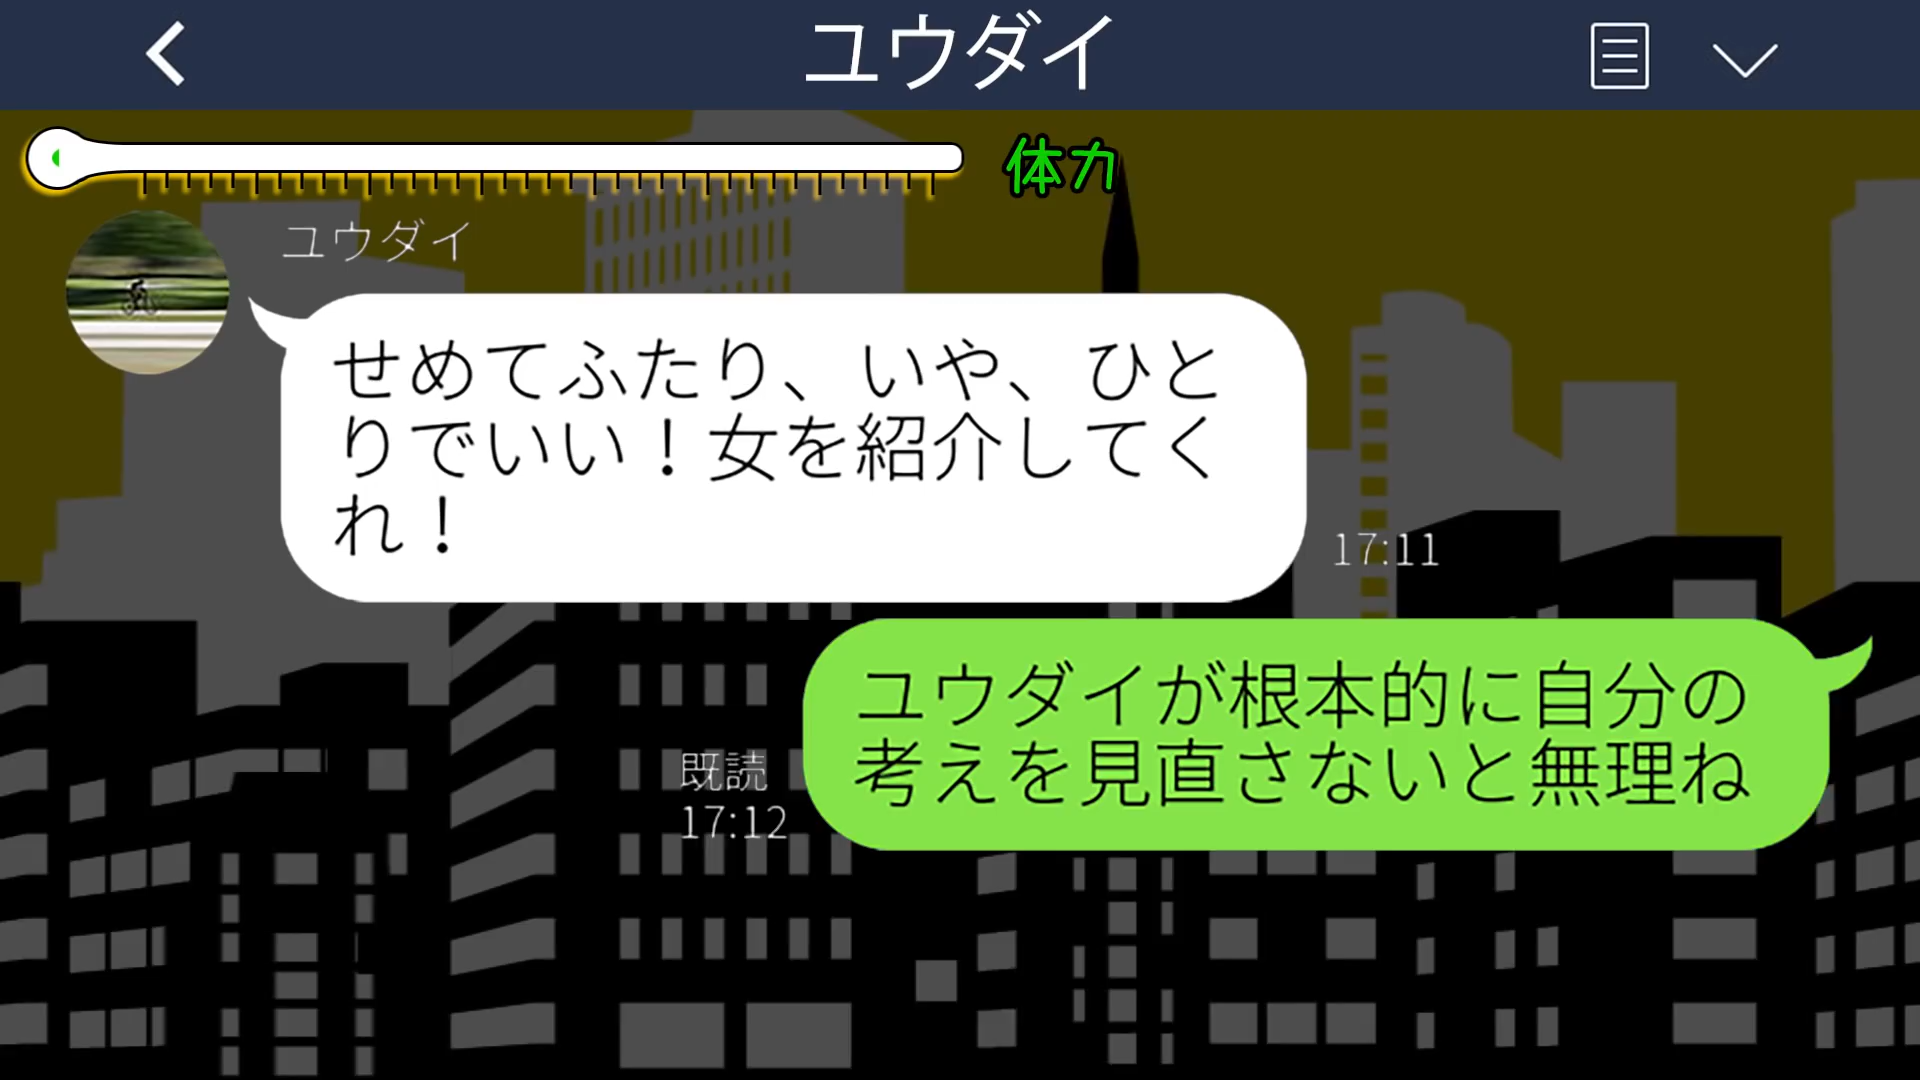 ユウダイ
体力
ユウダイ
せめてふたり、いや、ひと
りでいい！女を紹介してく
れ！
17:11
ユウダイが根本的に自分の
考えを見直さないと無理ね
既読
17:12